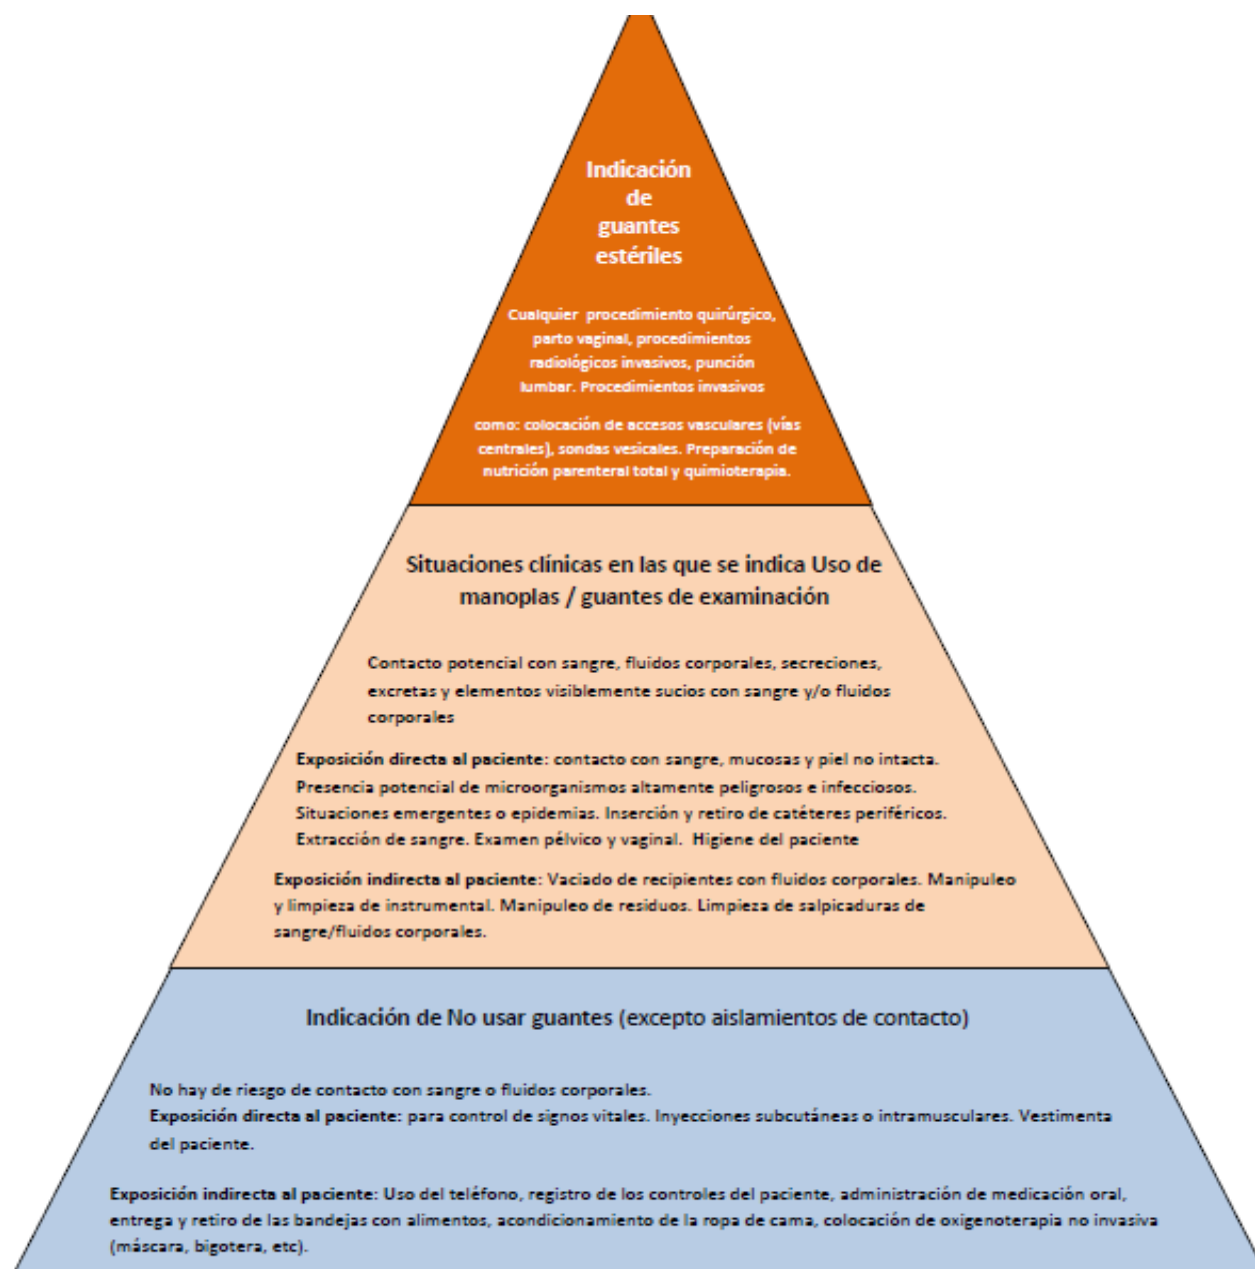 Indicación
de
guantes
estériles
Cualquier procedimiento quirúrgico,
parto vaginal, procedimientos
radiológicos invasivos, punción
lumbar. Procedimientos invasivos
como: colocación de accesos vasculares (vías
centrales), sondas vesicales. Preparación de
nutrición parenteral total y quimioterapia.
Situaciones clínicas en las que se indica Uso de
manoplas / guantes de examinación
Contacto potencial con sangre, fluidos corporales, secreciones,
excretas y elementos visiblemente sucios con sangre y/o fluidos
corporales
Exposición directa al paciente: contacto con sangre, mucosas y piel no intacta.
Presencia potencial de microorganismos altamente peligrosos e infecciosos.
Situaciones emergentes o epidemias. Inserción y retiro de catéteres periféricos.
Extracción de sangre. Examen pélvico y vaginal. Higiene del paciente
Exposición indirecta al paciente: Vaciado de recipientes con fluidos corporales. Manipuleo
y limpieza de instrumental. Manipuleo de residuos. Limpieza de salpicaduras de
sangre/fluidos corporales.
Indicación de No usar guantes (excepto aislamientos de contacto)
No hay de riesgo de contacto con sangre o fluidos corporales.
Exposición directa al paciente: para control de signos vitales. Inyecciones subcutáneas o intramusculares. Vestimenta
del paciente.
Exposición indirecta al paciente: Uso del teléfono, registro de los controles del paciente, administración de medicación oral,
entrega y retiro de las bandejas con alimentos, acondicionamiento de la ropa de cama, colocación de oxigenoterapia no invasiva
(máscara, bigotera, etc).